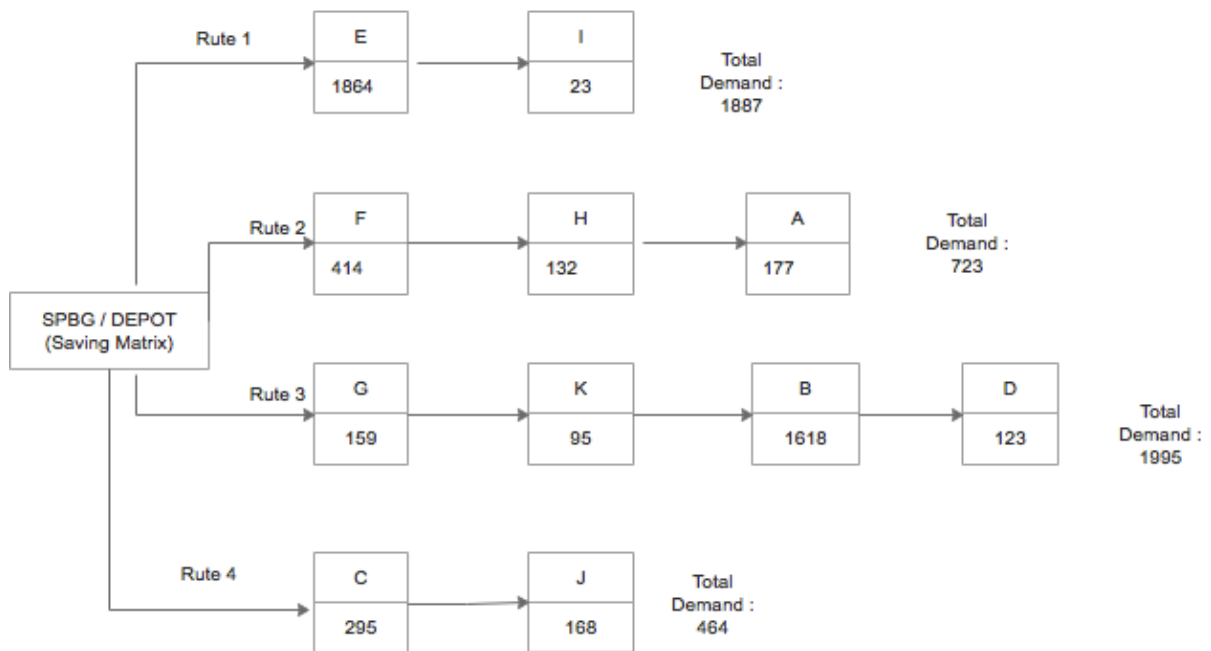 Rute 1
E
1864
I
23
Total
Demand :
1887
Rute 2
F
414
H
132
A
177
Total
Demand :
723
SPBG / DEPOT
(Saving Matrix)
Rute 3
G
159
K
95
B
1618
D
123
Total
Demand :
1995
Rute 4
C
295
J
168
Total
Demand :
464